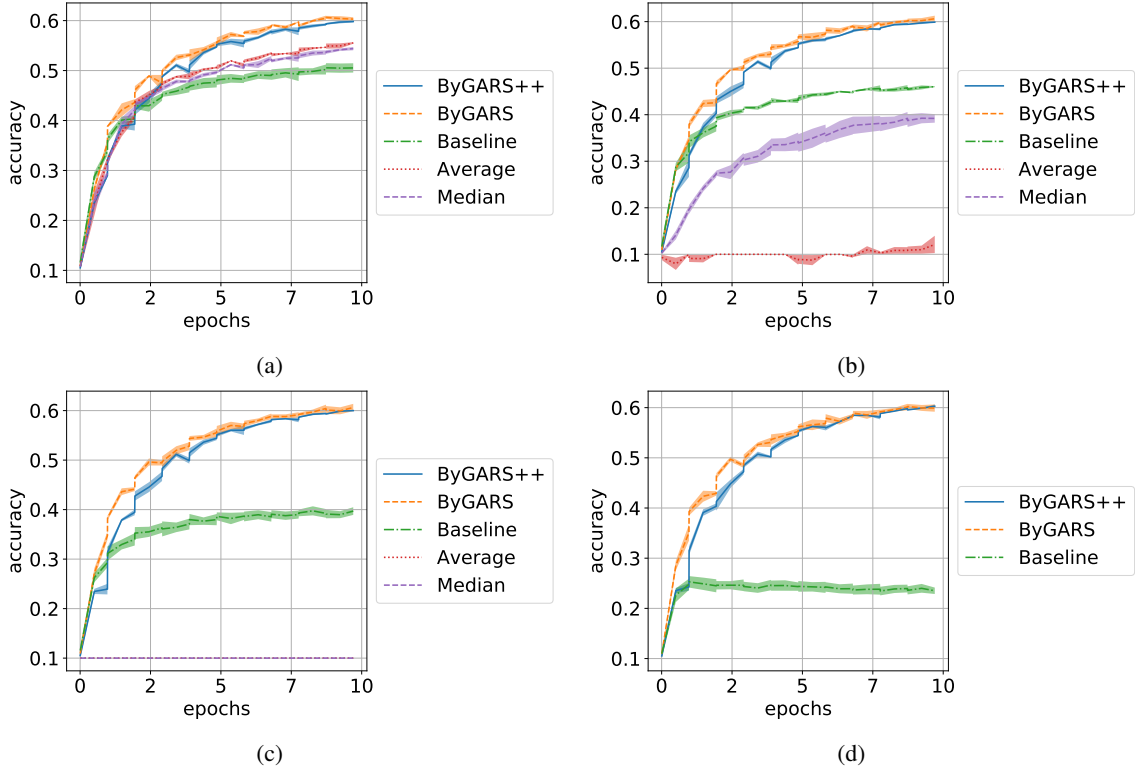 0.6
0.5
0.4
0.3
0.2
0.1
accuracy
0 2 5 7 10
epochs
ByGARS++
ByGARS
Baseline
Average
Median
(a)
0.6
0.5
0.4
0.3
0.2
0.1
accuracy
0 2 5 7 10
epochs
ByGARS++
ByGARS
Baseline
Average
Median
(b)
0.6
0.5
0.4
0.3
0.2
0.1
accuracy
0 2 5 7 10
epochs
ByGARS++
ByGARS
Baseline
Average
Median
(c)
0.6
0.5
0.4
0.3
0.2
0.1
accuracy
0 2 5 7 10
epochs
ByGARS++
ByGARS
Baseline
(d)